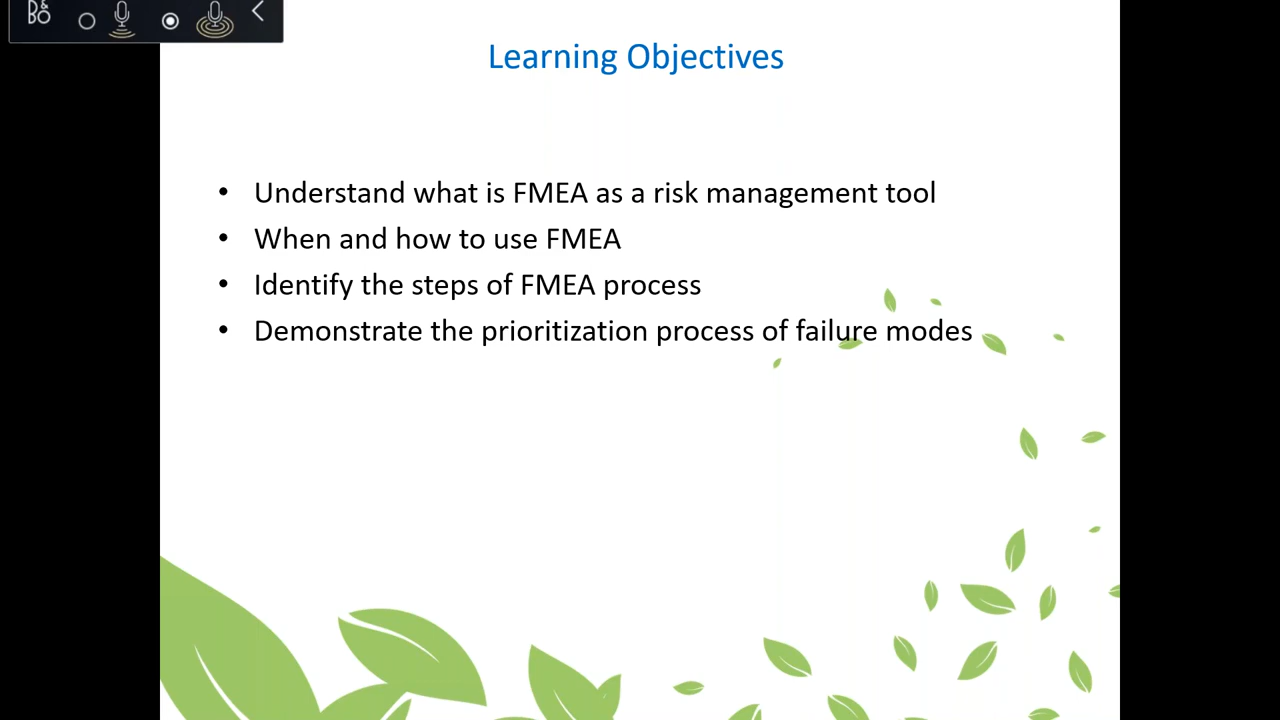 B&
BO
Learning Objectives
• Understand what is FMEA as a risk management tool
• When and how to use FMEA
• Identify the steps of FMEA process
• Demonstrate the prioritization process of failure modes